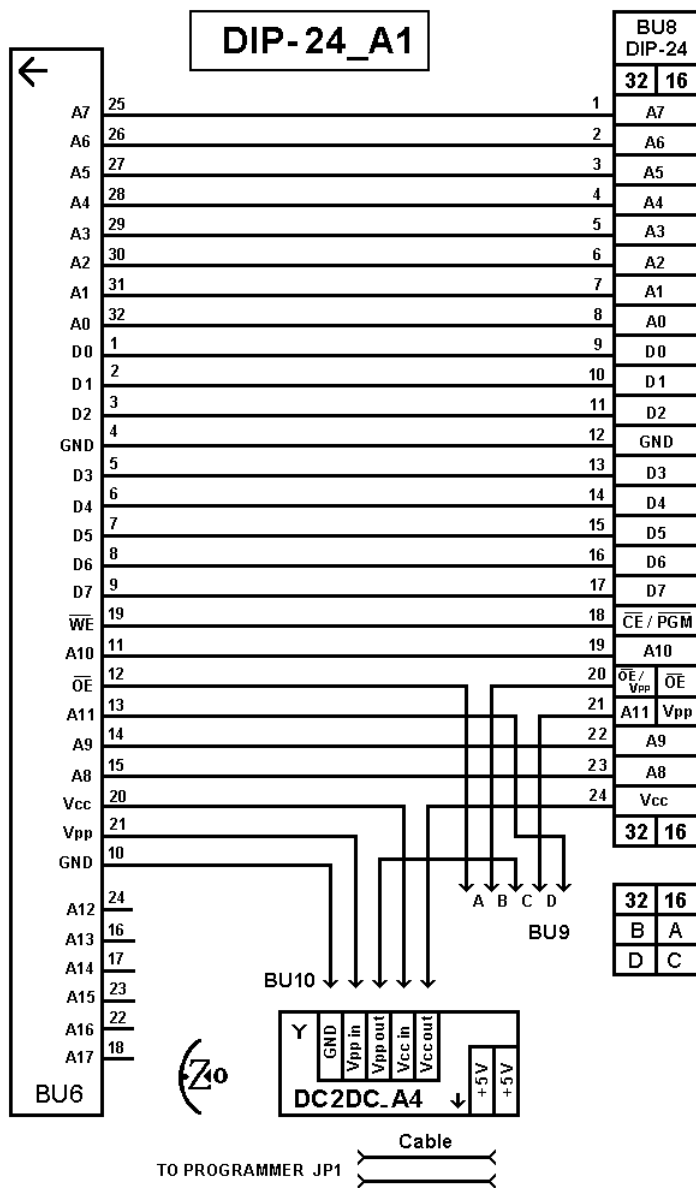 DIP-24_A1
BU8
DIP-24
32 16
A7 25 1 A7
A6 26 2 A6
A5 27 3 A5
A4 28 4 A4
A3 29 5 A3
A2 30 6 A2
A1 31 7 A1
A0 32 8 A0
D0 1 9 D0
D1 2 10 D1
D2 3 11 D2
GND 4 12 GND
D3 5 13 D3
D4 6 14 D4
D5 7 15 D5
D6 8 16 D6
D7 9 17 D7
WE 19 18 CE / PGM
A10 11 19 A10
OE 12 20 OE / Vpp OE
A11 13 21 A11 Vpp
A9 14 22 A9
A8 15 23 A8
Vcc 20 24 Vcc
Vpp 21 32 16
GND 10
A12 24
A B C D
BU9
32 16
B A
D C
A13 16
A14 17
A15 23
A16 22
A17 18
BU6
BU10
Zo
Y GND Vpp in Vpp out Vcc in Vcc out +5V +5V
DC2DC_A4
Cable
TO PROGRAMMER JP1